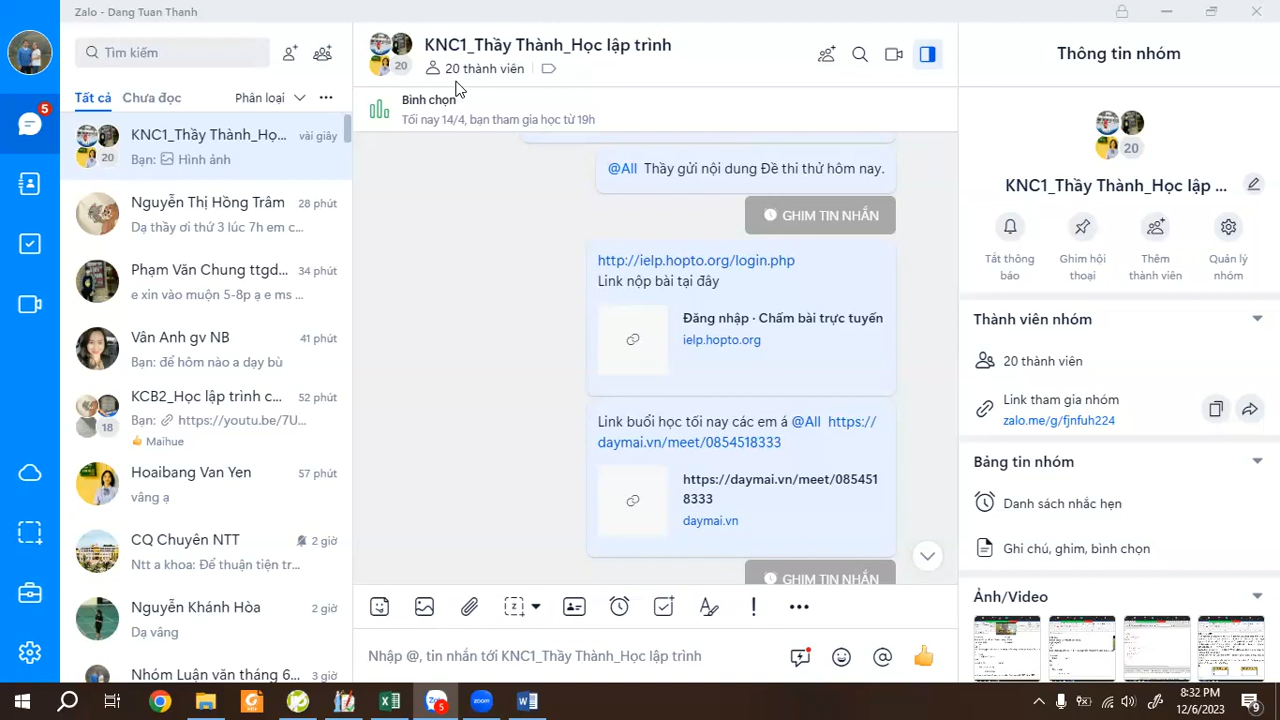 Zalo - Dang Tuan Thanh
Tìm kiếm
Tất cả
Chưa đọc
Phân loại
5
KNC1_Thầy Thành_Họ...
vài giây
20
Bạn: Hình ảnh
Nguyễn Thị Hồng Trâm
28 phút
Dạ thầy ơi thứ 3 lúc 7h em c...
Phạm Văn Chung ttgd...
34 phút
e xin vào muộn 5-8p ạ e ms ...
Vân Anh gv NB
41 phút
Bạn: để hôm nào a dạy bù
KCB2_Học lập trình c...
52 phút
18
Bạn: https://youtu.be/7U...
Maihue
Hoaibang Van Yen
57 phút
vâng ạ
CQ Chuyên NTT
2 giờ
Ntt a khoa: Để thuận tiện tr...
Nguyễn Khánh Hòa
2 giờ
Dạ vâng
Nhóm Luận văn tháng 6...
3 giờ
20
KNC1_Thầy Thành_Học lập trình
20 thành viên
Bình chọn
Tối nay 14/4, bạn tham gia học từ 19h
@All Thầy gửi nội dung Đề thi thử hôm nay.
GHIM TIN NHẮN
http://ielp.hopto.org/login.php
Link nộp bài tại đây
Đăng nhập · Chấm bài trực tuyến
ielp.hopto.org
Link buổi học tối nay các em á @All https://
daymai.vn/meet/0854518333
https://daymai.vn/meet/085451
8333
daymai.vn
GHIM TIN NHẮN
Nhập @, tin nhắn tới KNC1_Thầy Thành_Học lập trình
Thông tin nhóm
20
KNC1_Thầy Thành_Học lập ...
Tắt thông
báo
Ghim hội
thoại
Thêm
thành viên
Quản lý
nhóm
Thành viên nhóm
20 thành viên
Link tham gia nhóm
zalo.me/g/fjnfuh224
Bảng tin nhóm
Danh sách nhắc hẹn
Ghi chú, ghim, bình chọn
Ảnh/Video
5
zoom
8:32 PM
12/6/2023
9